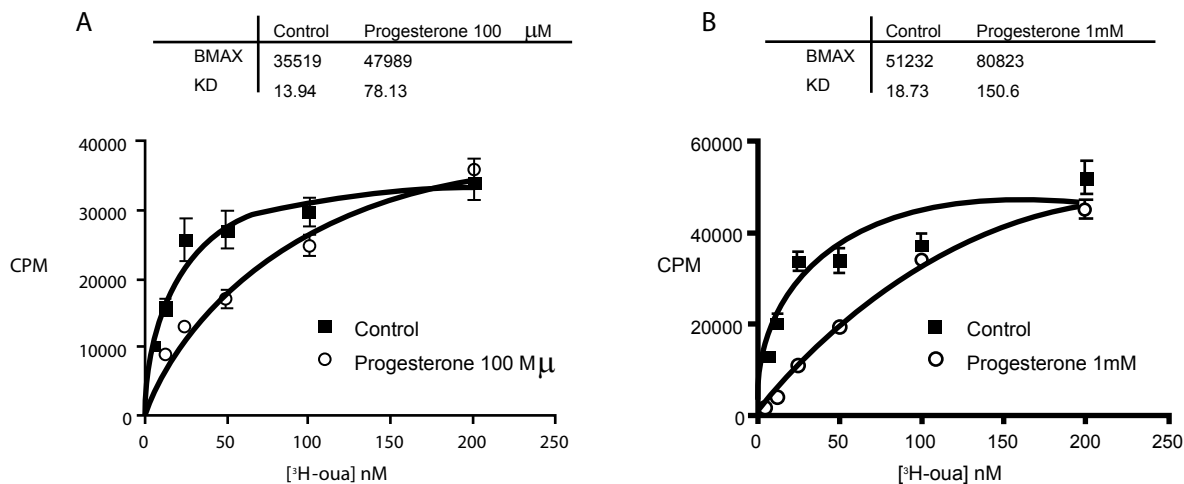 A
Control Progesterone 100 μM
BMAX 35519 47989
KD 13.94 78.13
40000
30000
20000
10000
0
CPM
Control
Progesterone 100 M μ
0 50 100 150 200 250
[³H-oua] nM
B
Control Progesterone 1mM
BMAX 51232 80823
KD 18.73 150.6
60000
40000
20000
0
CPM
Control
Progesterone 1mM
0 50 100 150 200 250
[³H-oua] nM